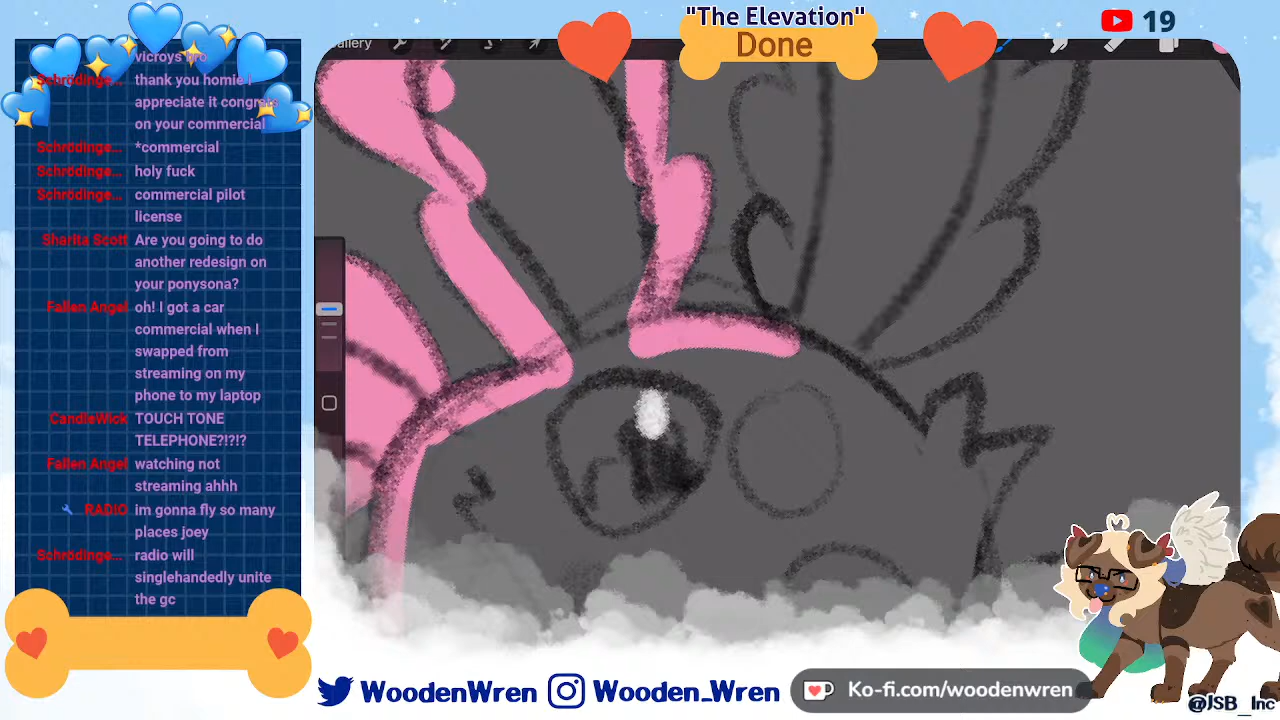 "The Elevation"
Done
19
allery
vicroys bro
Schrödinge... thank you homie I
appreciate it congrats
on your commercial
Schrödinge... *commercial
Schrödinge... holy fuck
Schrödinge... commercial pilot
license
Sharita Scott Are you going to do
another redesign on
your ponysona?
Fallen Angel oh! I got a car
commercial when I
swapped from
streaming on my
phone to my laptop
CandleWick TOUCH TONE
TELEPHONE?!?!?
Fallen Angel watching not
streaming ahhh
RADIO im gonna fly so many
places joey
Schrödinge... radio will
singlehandedly unite
the gc
WoodenWren
Wooden_Wren
Ko-fi.com/woodenwren
@JSB_Inc